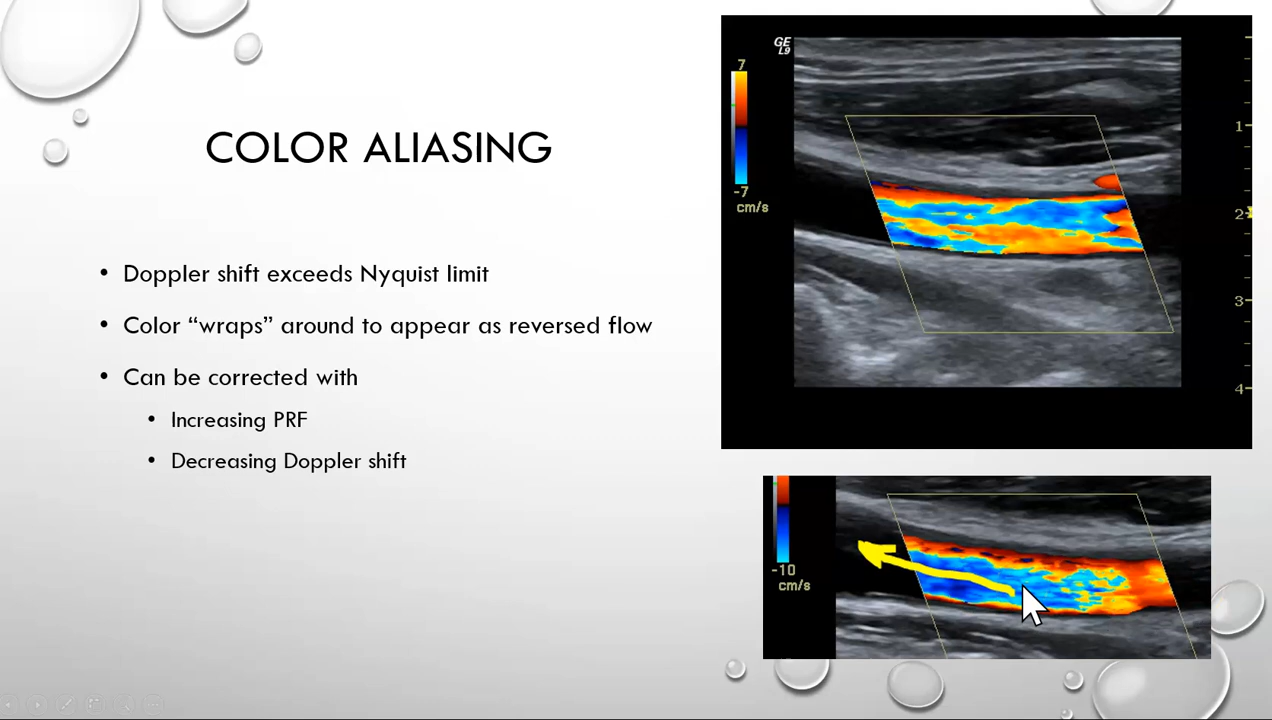 COLOR ALIASING
• Doppler shift exceeds Nyquist limit
• Color “wraps” around to appear as reversed flow
• Can be corrected with
• Increasing PRF
• Decreasing Doppler shift
GE
L9
7
-7
cm/s
1
2
3
4
-10
cm/s